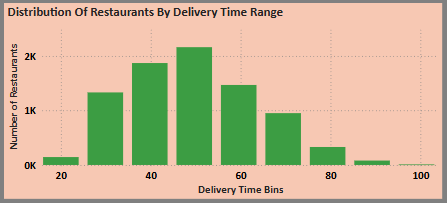 Distribution Of Restaurants By Delivery Time Range
Number of Restaurants
2K
1K
0K
20 40 60 80 100
Delivery Time Bins